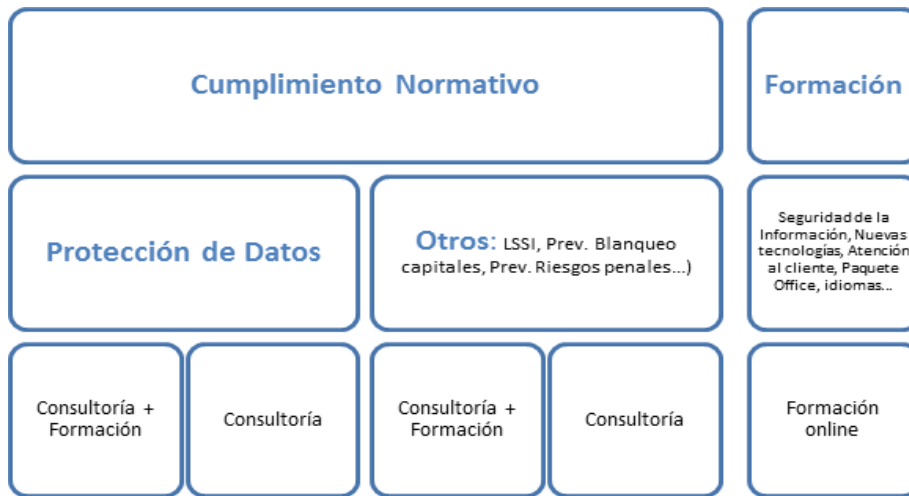 Cumplimiento Normativo
Formación
Protección de Datos
Otros: LSSI, Prev. Blanqueo
capitales, Prev. Riesgos penales...)
Seguridad de la
Información, Nuevas
tecnologías, Atención
al cliente, Paquete
Office, idiomas...
Consultoría +
Formación
Consultoría
Consultoría +
Formación
Consultoría
Formación
online